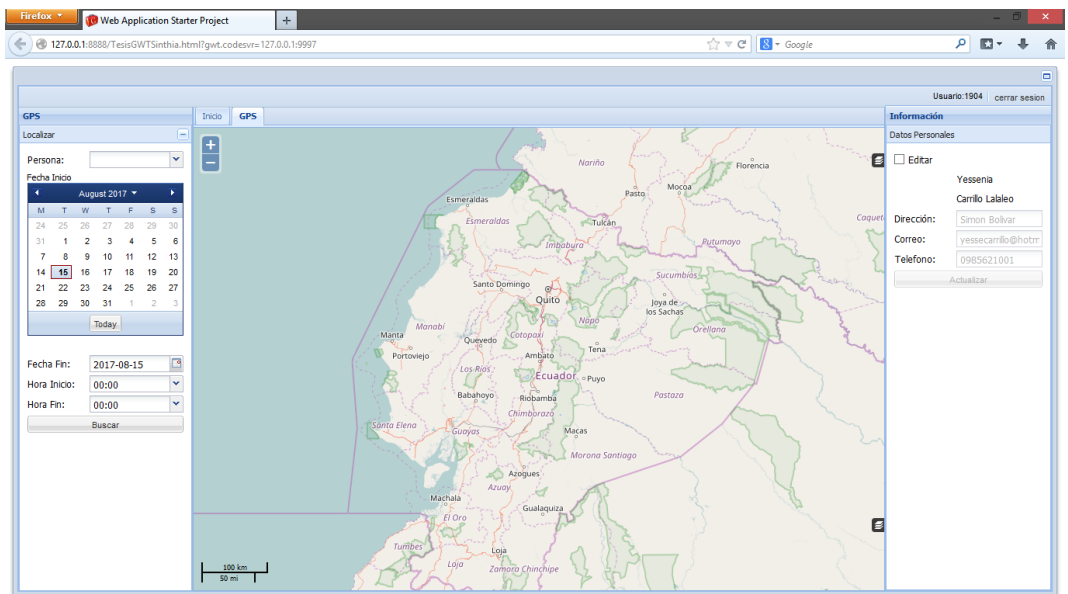 Firefox
Web Application Starter Project
127.0.0.1:8888/TesisGWTSinthia.html?gwt.codesvr=127.0.0.1:9997
Google
Usuario:1904 cerrar sesion
GPS
Localizar
Persona:
Fecha Inicio
August 2017
M T W T F S S
24 25 26 27 28 29 30
31 1 2 3 4 5 6
7 8 9 10 11 12 13
14 15 16 17 18 19 20
21 22 23 24 25 26 27
28 29 30 31 1 2 3
Today
Fecha Fin: 2017-08-15
Hora Inicio: 00:00
Hora Fin: 00:00
Buscar
Inicio GPS
+
−
Nariño
Florencia
Pasto
Mocoa
Esmeraldas
Caquet
Esmeraldas
Tulcán
Imbabura
Putumayo
Santo Domingo
Sucumbíos
Quito
Joya de
los Sachas
Napo
Manabí
Orellana
Manta
Quevedo
Cotopaxi
Portoviejo
Ambato
Tena
Los Ríos
Ecuador
Puyo
Babahoyo
Riobamba
Pastaza
Chimborazo
Santa Elena
Guayas
Macas
Morona Santiago
Azogues
Azuay
Machala
Gualaquiza
El Oro
Tumbes
Loja
Loja
Zamora Chinchipe
100 km
50 mi
Información
Datos Personales
Editar
Yessenia
Carrillo Lalaleo
Dirección: Simon Bolivar
Correo: yessecarrillo@hotm
Telefono: 0985621001
Actualizar